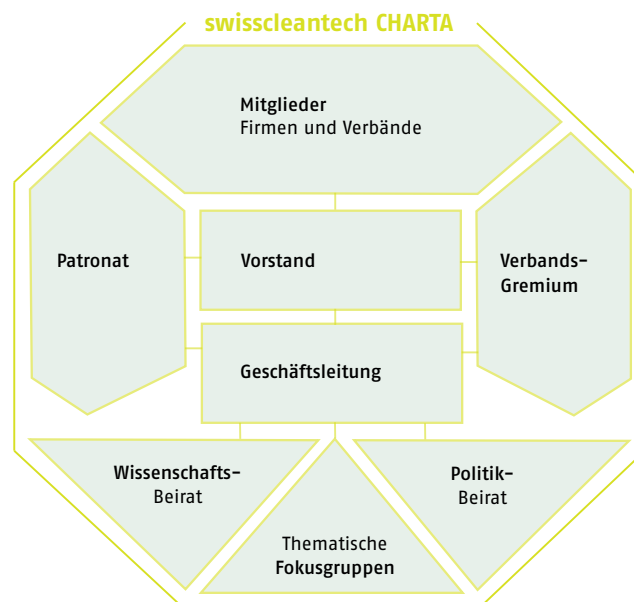 swisscleantech CHARTA
Mitglieder
Firmen und Verbände
Patronat
Vorstand
Verbands-
Gremium
Geschäftsleitung
Wissenschafts-
Beirat
Politik-
Beirat
Thematische
Fokusgruppen